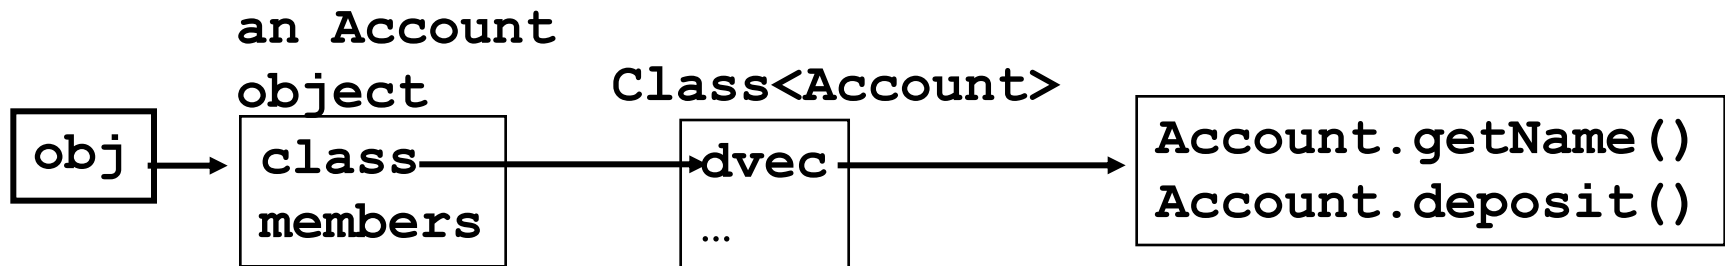 an Account
object
Class<Account>
obj
class
members
dvec
…
Account.getName()
Account.deposit()